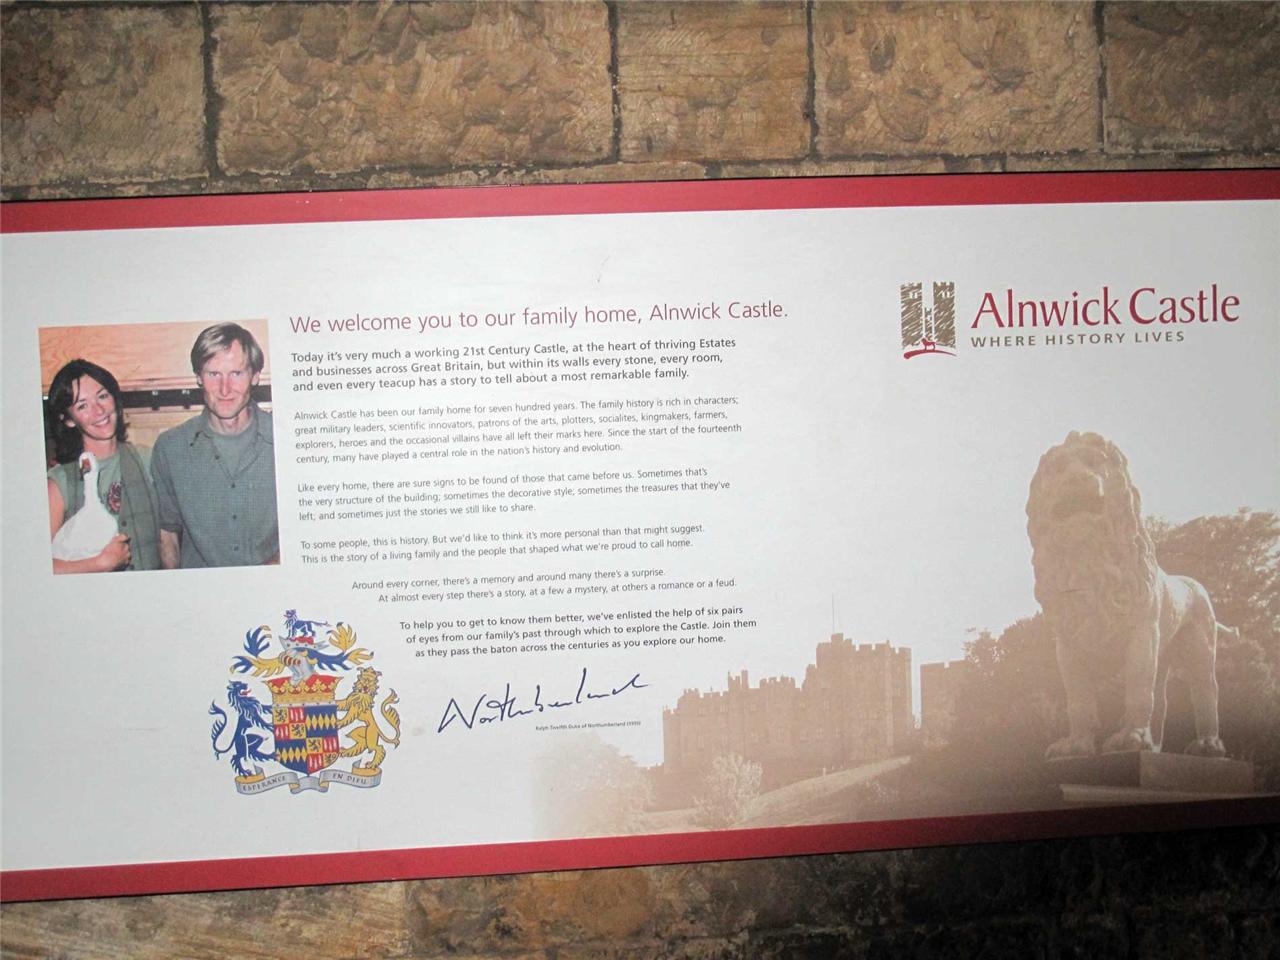 We welcome you to our family home, Alnwick Castle.
Today it's very much a working 21st Century Castle, at the heart of thriving Estates
and businesses across Great Britain, but within its walls every stone, every room,
and even every teacup has a story to tell about a most remarkable family.
Alnwick Castle has been our family home for seven hundred years. The family history is rich in characters;
great military leaders, scientific innovators, patrons of the arts, plotters, socialites, kingmakers, farmers,
explorers, heroes and the occasional villains have all left their marks here. Since the start of the fourteenth
century, many have played a central role in the nation's history and evolution.
Like every home, there are sure signs to be found of those that came before us. Sometimes that's
the very structure of the building; sometimes the decorative style; sometimes the treasures that they've
left; and sometimes just the stories we still like to share.
To some people, this is history. But we'd like to think it's more personal than that might suggest.
This is the story of a living family and the people that shaped what we're proud to call home.
Around every corner, there's a memory and around many there's a surprise.
At almost every step there's a story, at a few a mystery, at others a romance or a feud.
To help you to get to know them better, we've enlisted the help of six pairs
of eyes from our family's past through which to explore the Castle. Join them
as they pass the baton across the centuries as you explore our home.
Northumberland
Ralph Twelfth Duke of Northumberland (1995)
ESPERANCE EN DIEU
Alnwick Castle
WHERE HISTORY LIVES